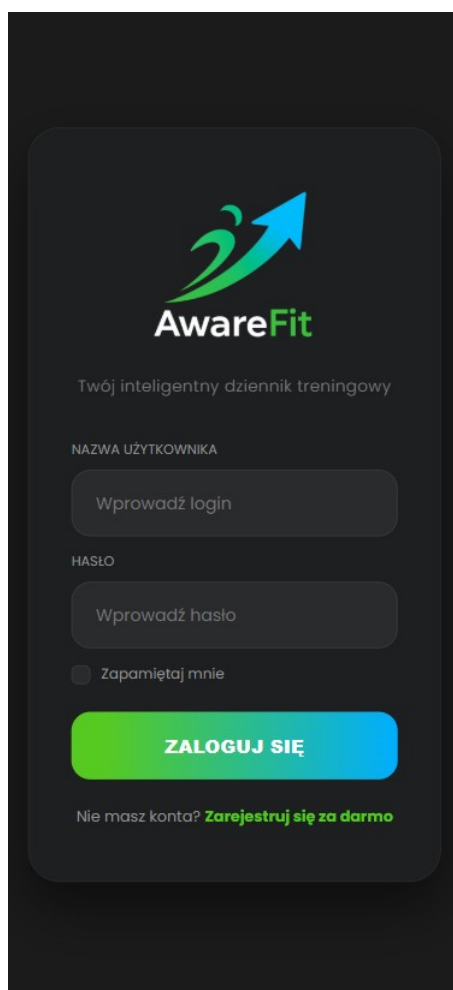 AwareFit
Twój inteligentny dziennik treningowy
NAZWA UŻYTKOWNIKA
Wprowadź login
HASŁO
Wprowadź hasło
Zapamiętaj mnie
ZALOGUJ SIĘ
Nie masz konta? Zarejestruj się za darmo